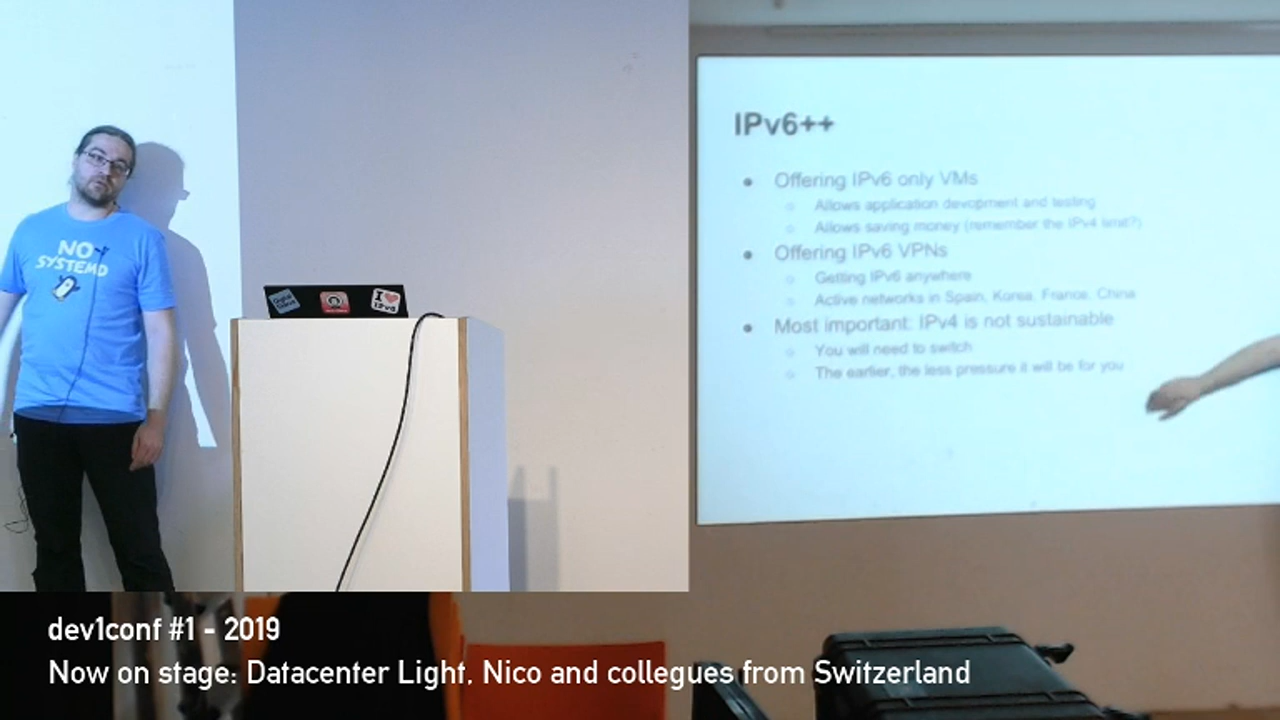 NO
SYSTEMD
I
IPv6
IPv6++
Offering IPv6 only VMs
Allows application devcpment and testing
Allows saving money (remember the IPv4 limit?)
Offering IPv6 VPNs
Getting IPv6 anywhere
Active networks in Spain, Korea, France, China
Most important: IPv4 is not sustainable
You will need to switch
The earlier, the less pressure it will be for you
dev1conf #1 - 2019
Now on stage: Datacenter Light, Nico and collegues from Switzerland